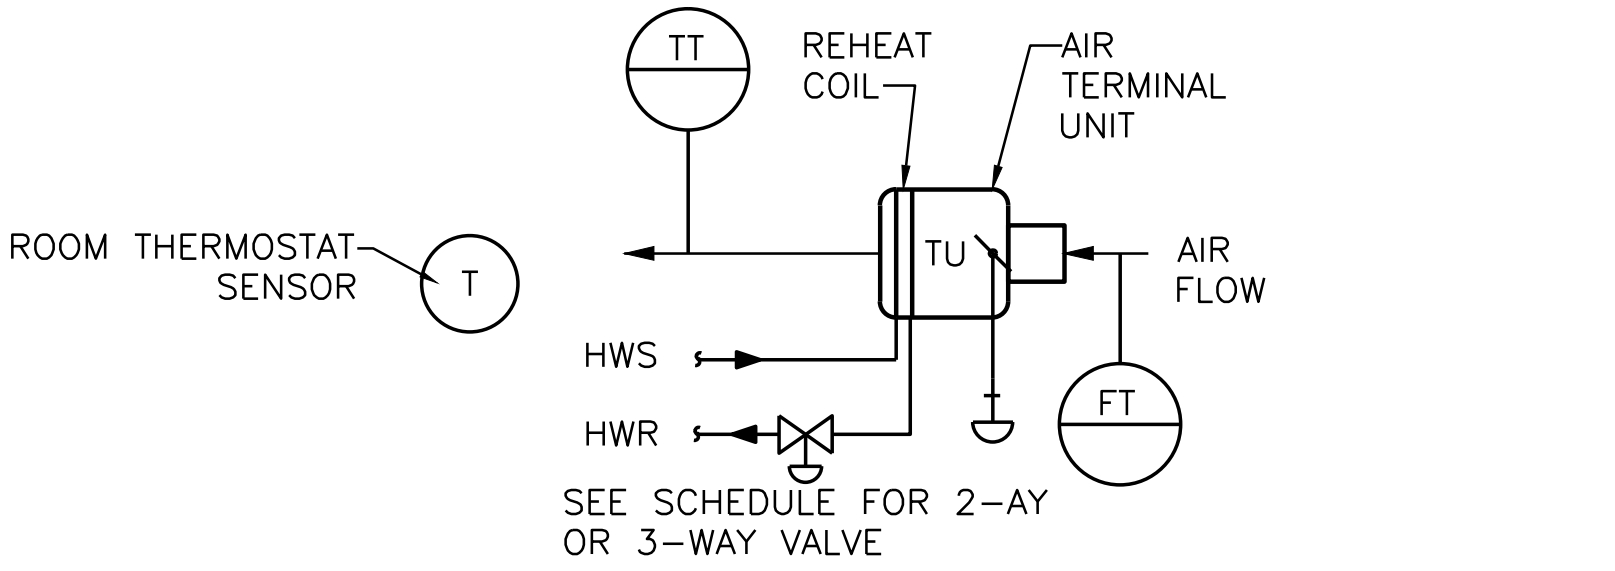 TT
REHEAT
COIL
AIR
TERMINAL
UNIT
ROOM THERMOSTAT
SENSOR
T
TU
AIR
FLOW
HWS
FT
HWR
SEE SCHEDULE FOR 2-AY
OR 3-WAY VALVE